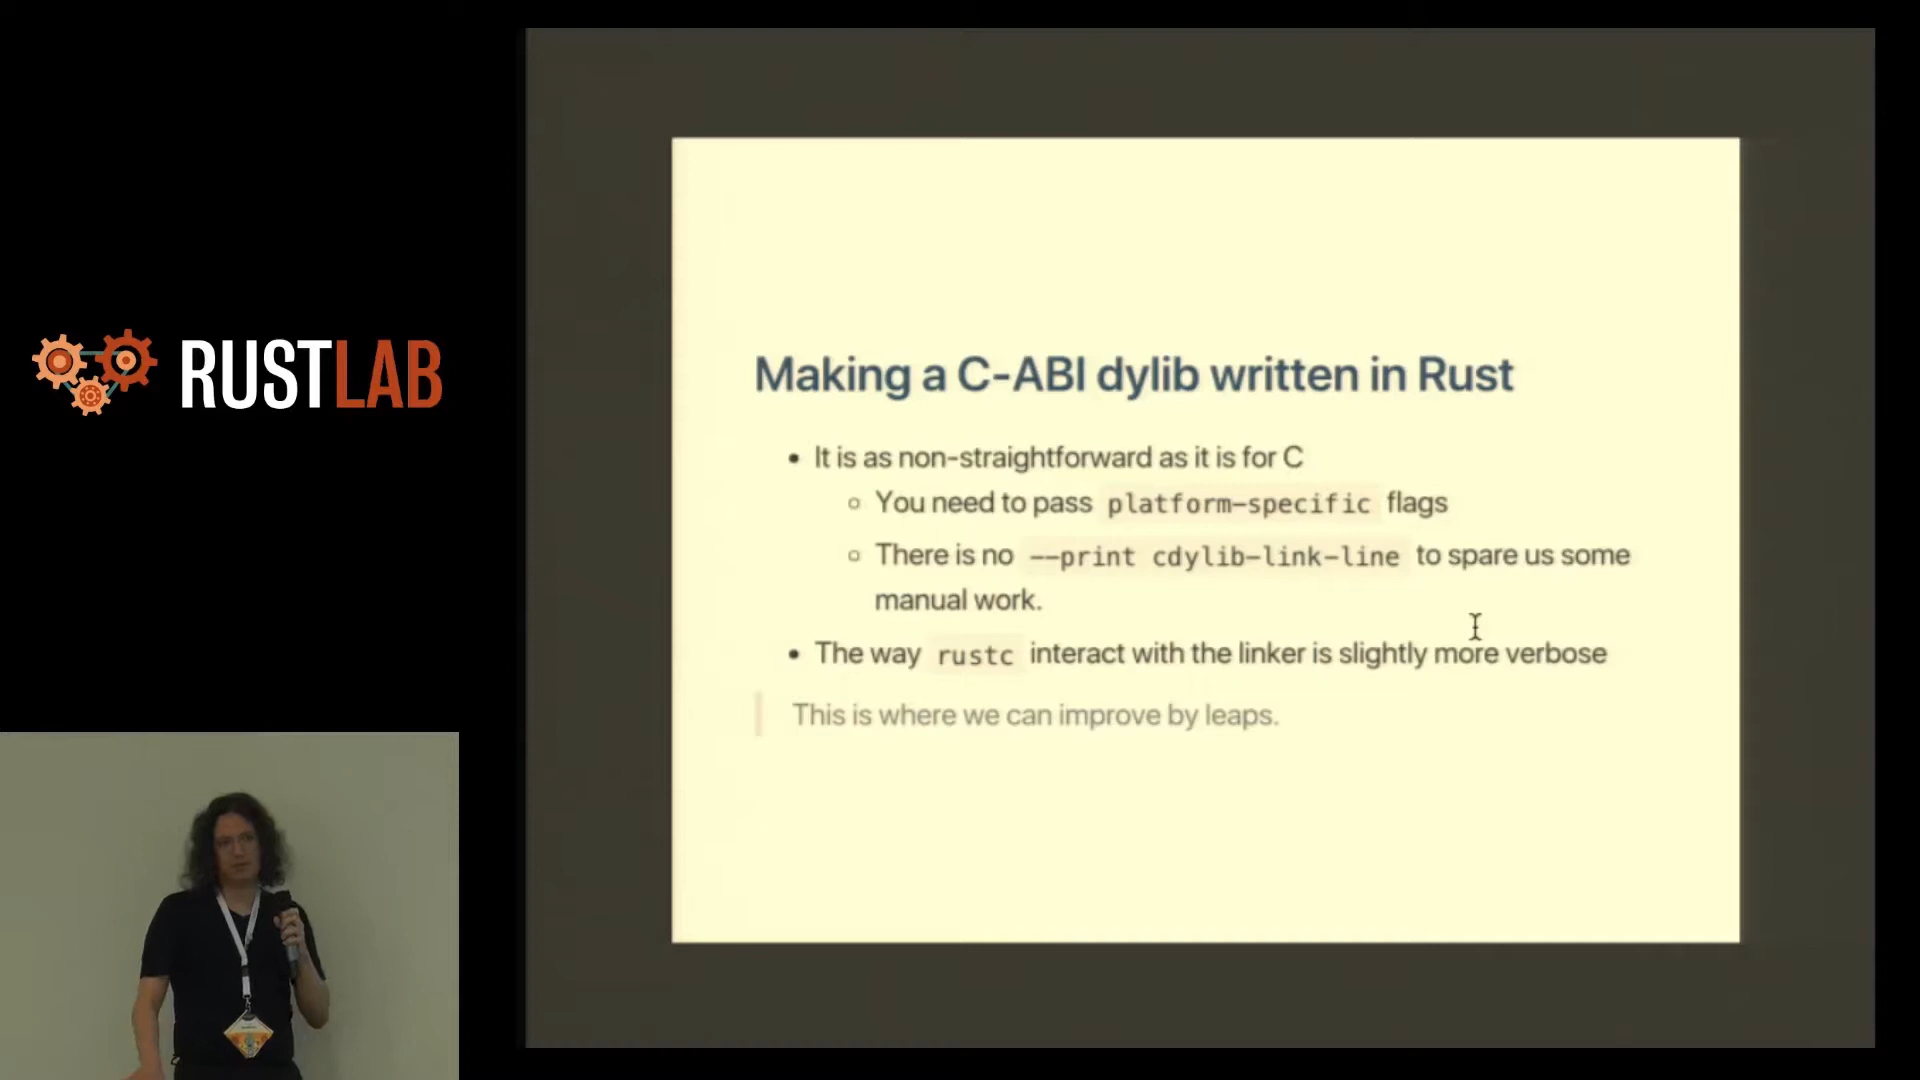 RUSTLAB
Making a C-ABI dylib written in Rust
• It is as non-straightforward as it is for C
◦ You need to pass platform-specific flags
◦ There is no --print cdylib-link-line to spare us some
manual work.
• The way rustc interact with the linker is slightly more verbose
This is where we can improve by leaps.